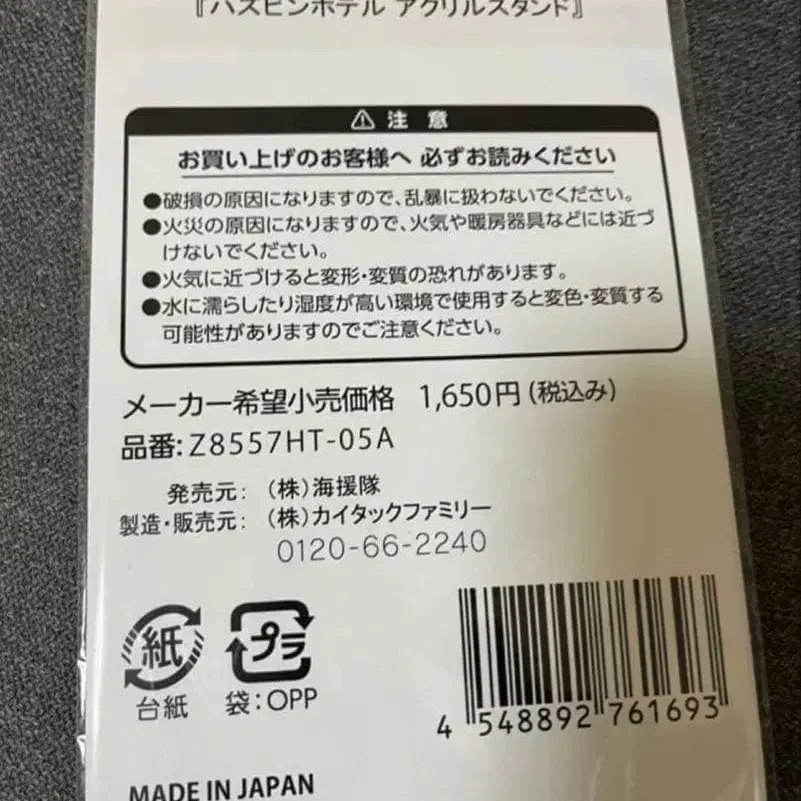 『ハズビンホテル アクリルスタンド』
⚠ 注 意
お買い上げのお客様へ 必ずお読みください
●破損の原因になりますので、乱暴に扱わないでください。
●火災の原因になりますので、火気や暖房器具などには近づ
けないでください。
●火気に近づけると変形・変質の恐れがあります。
●水に濡らしたり湿度が高い環境で使用すると変色・変質する
可能性がありますのでご注意ください。
メーカー希望小売価格 1,650円(税込み)
品番:Z8557HT-05A
発売元:(株)海援隊
製造・販売元:(株)カイタックファミリー
0120-66-2240
紙
プラ
台紙
袋:OPP
4 548892 761693
MADE IN JAPAN